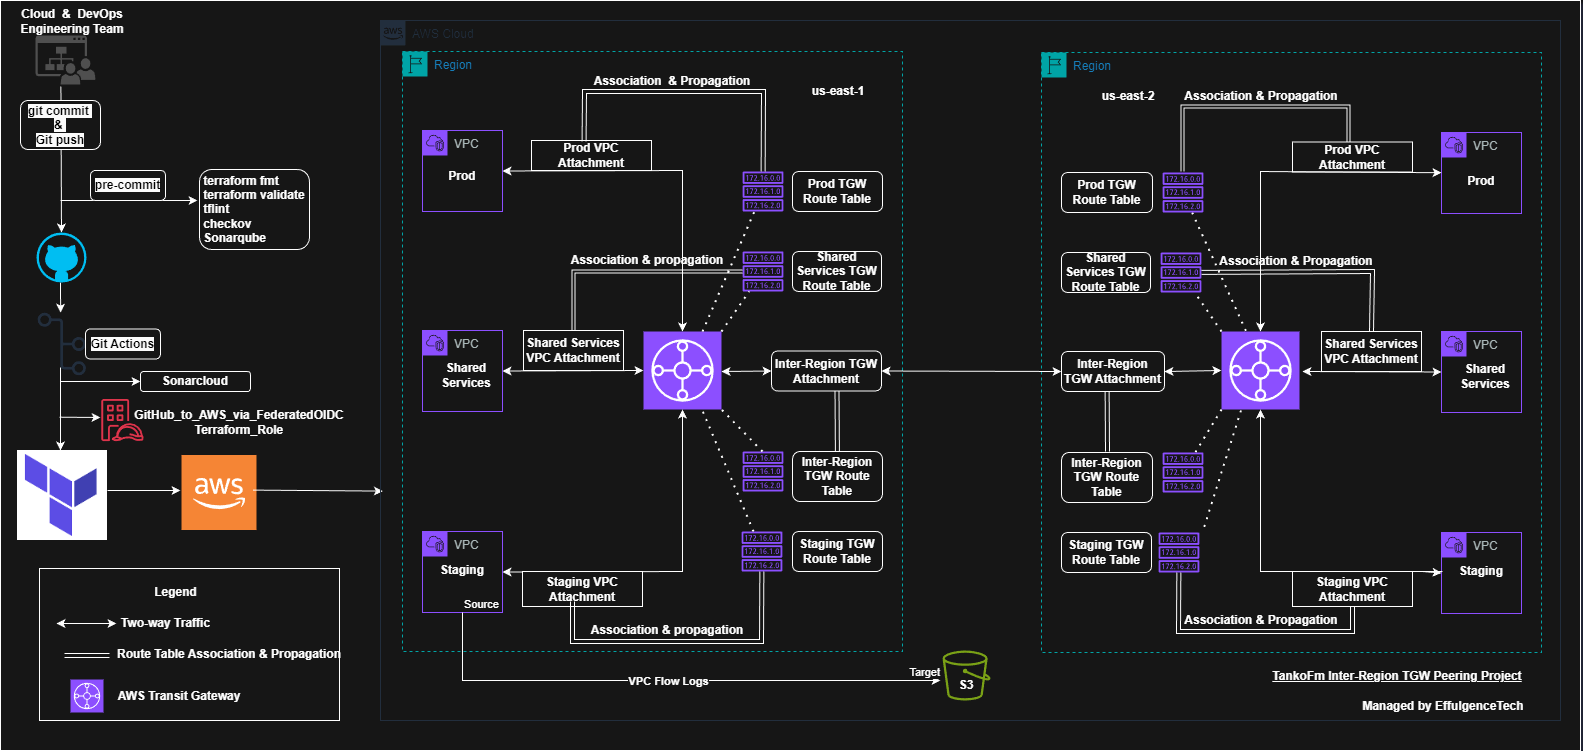 Cloud & DevOps
Engineering Team
git commit
&
Git push
pre-commit
terraform fmt
terraform validate
tflint
checkov
Sonarqube
Git Actions
Sonarcloud
GitHub_to_AWS_via_FederatedOIDC
Terraform_Role
aws
Legend
Two-way Traffic
Route Table Association & Propagation
AWS Transit Gateway
aws
AWS Cloud
Region
us-east-1
Association & Propagation
VPC
Prod
Prod VPC
Attachment
172.16.0.0
172.16.1.0
172.16.2.0
Prod TGW
Route Table
Association & propagation
172.16.0.0
172.16.1.0
172.16.2.0
Shared
Services TGW
Route Table
VPC
Shared
Services
Shared Services
VPC Attachment
Inter-Region TGW
Attachment
172.16.0.0
172.16.1.0
172.16.2.0
Inter-Region
TGW Route
Table
VPC
Staging
Source
Staging VPC
Attachment
172.16.0.0
172.16.1.0
172.16.2.0
Staging TGW
Route Table
Association & propagation
VPC Flow Logs
Target
S3
Region
us-east-2
Association & Propagation
Prod VPC
Attachment
VPC
Prod
Prod TGW
Route Table
172.16.0.0
172.16.1.0
172.16.2.0
Shared
Services TGW
Route Table
172.16.0.0
172.16.1.0
172.16.2.0
Association & Propagation
Inter-Region
TGW Attachment
Shared Services
VPC Attachment
VPC
Shared
Services
Inter-Region
TGW Route
Table
172.16.0.0
172.16.1.0
172.16.2.0
Staging TGW
Route Table
172.16.0.0
172.16.1.0
172.16.2.0
VPC
Staging
Staging VPC
Attachment
Association & Propagation
TankoFm Inter-Region TGW Peering Project
Managed by EffulgenceTech